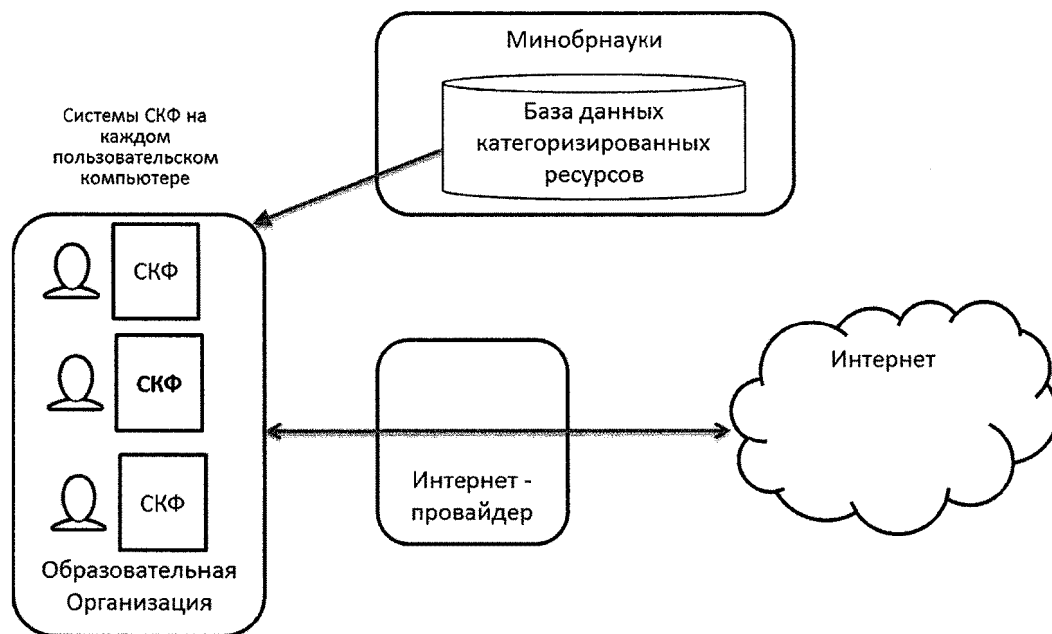 Минобрнауки
База данных
категоризированных
ресурсов
Системы СКФ на
каждом
пользовательском
компьютере
СКФ
СКФ
СКФ
Образовательная
Организация
Интернет -
провайдер
Интернет